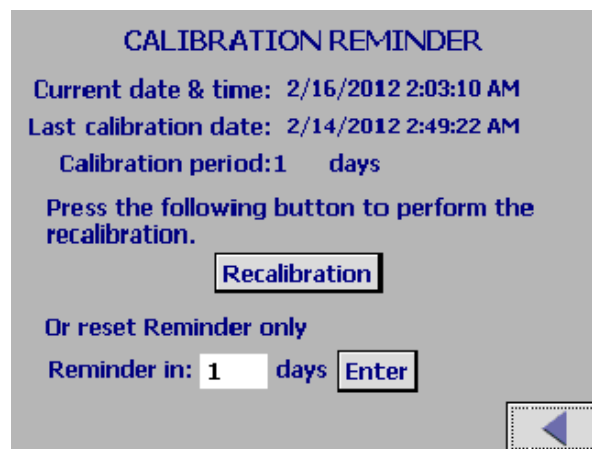 CALIBRATION REMINDER
Current date & time: 2/16/2012 2:03:10 AM
Last calibration date: 2/14/2012 2:49:22 AM
Calibration period:1 days
Press the following button to perform the
recalibration.
Recalibration
Or reset Reminder only
Reminder in: 1 days Enter